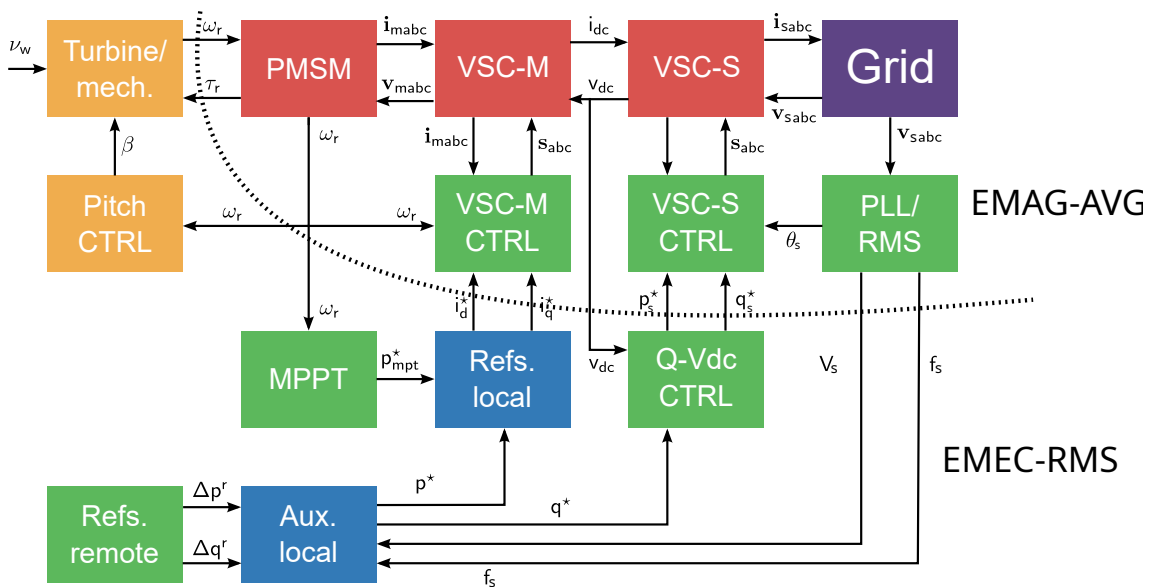 ν_w
Turbine/
mech.
ω_r
τ_r
PMSM
i_mabc
v_mabc
VSC-M
i_dc
v_dc
VSC-S
i_sabc
v_sabc
Grid
β
ω_r
i_mabc
s_abc
s_abc
v_sabc
Pitch
CTRL
ω_r
ω_r
VSC-M
CTRL
VSC-S
CTRL
θ_s
PLL/
RMS
EMAG-AVG
ω_r
i_d^⋆
i_q^⋆
p_s^⋆
q_s^⋆
MPPT
p_mpt^⋆
Refs.
local
v_dc
Q-Vdc
CTRL
V_s
f_s
EMEC-RMS
Refs.
remote
Δp^r
Δq^r
Aux.
local
p^⋆
q^⋆
f_s